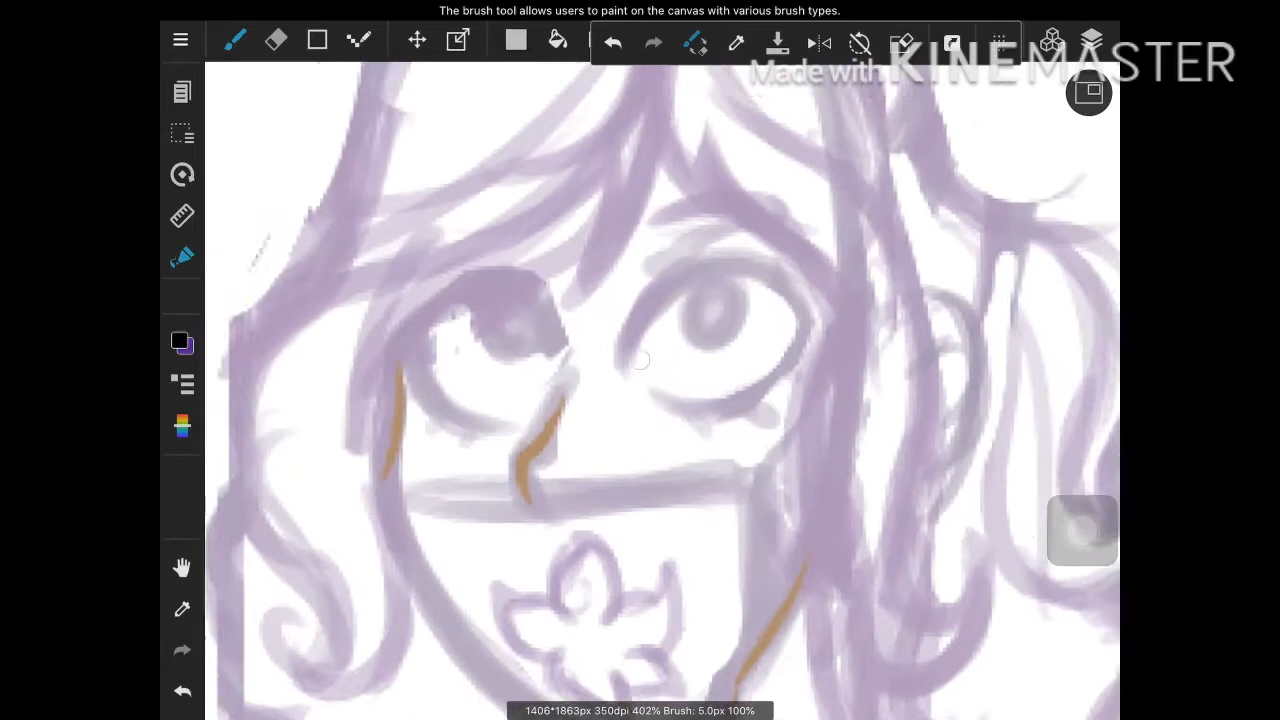 The brush tool allows users to paint on the canvas with various brush types.
Made with KINEMASTER
1406*1863px 350dpi 402% Brush: 5.0px 100%